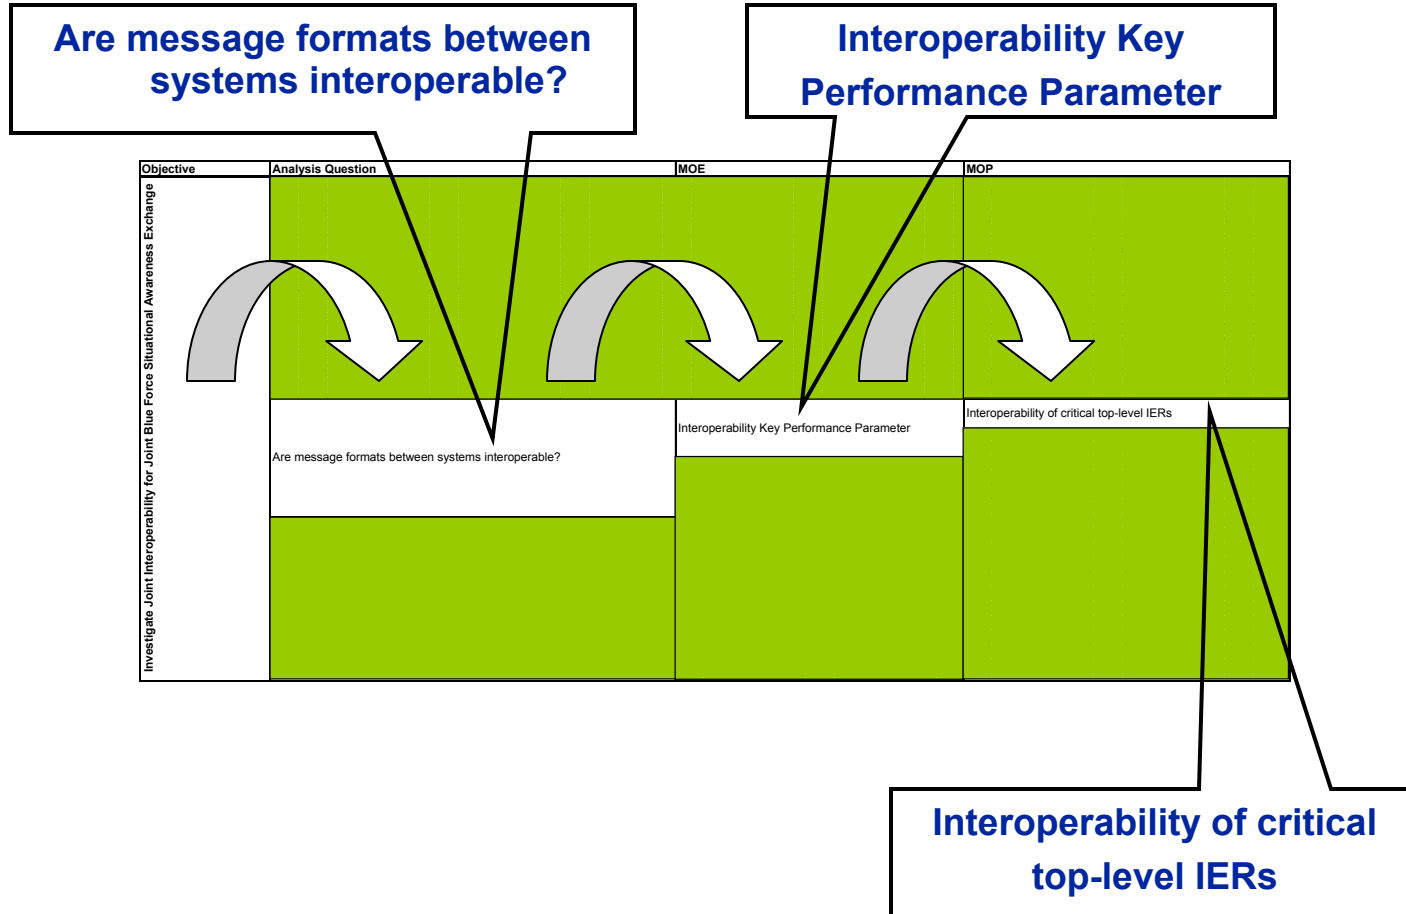 Are message formats between
systems interoperable?
Interoperability Key
Performance Parameter
Objective
Analysis Question
MOE
MOP
Investigate Joint Interoperability for Joint Blue Force Situational Awareness Exchange
Are message formats between systems interoperable?
Interoperability Key Performance Parameter
Interoperability of critical top-level IERs
Interoperability of critical
top-level IERs